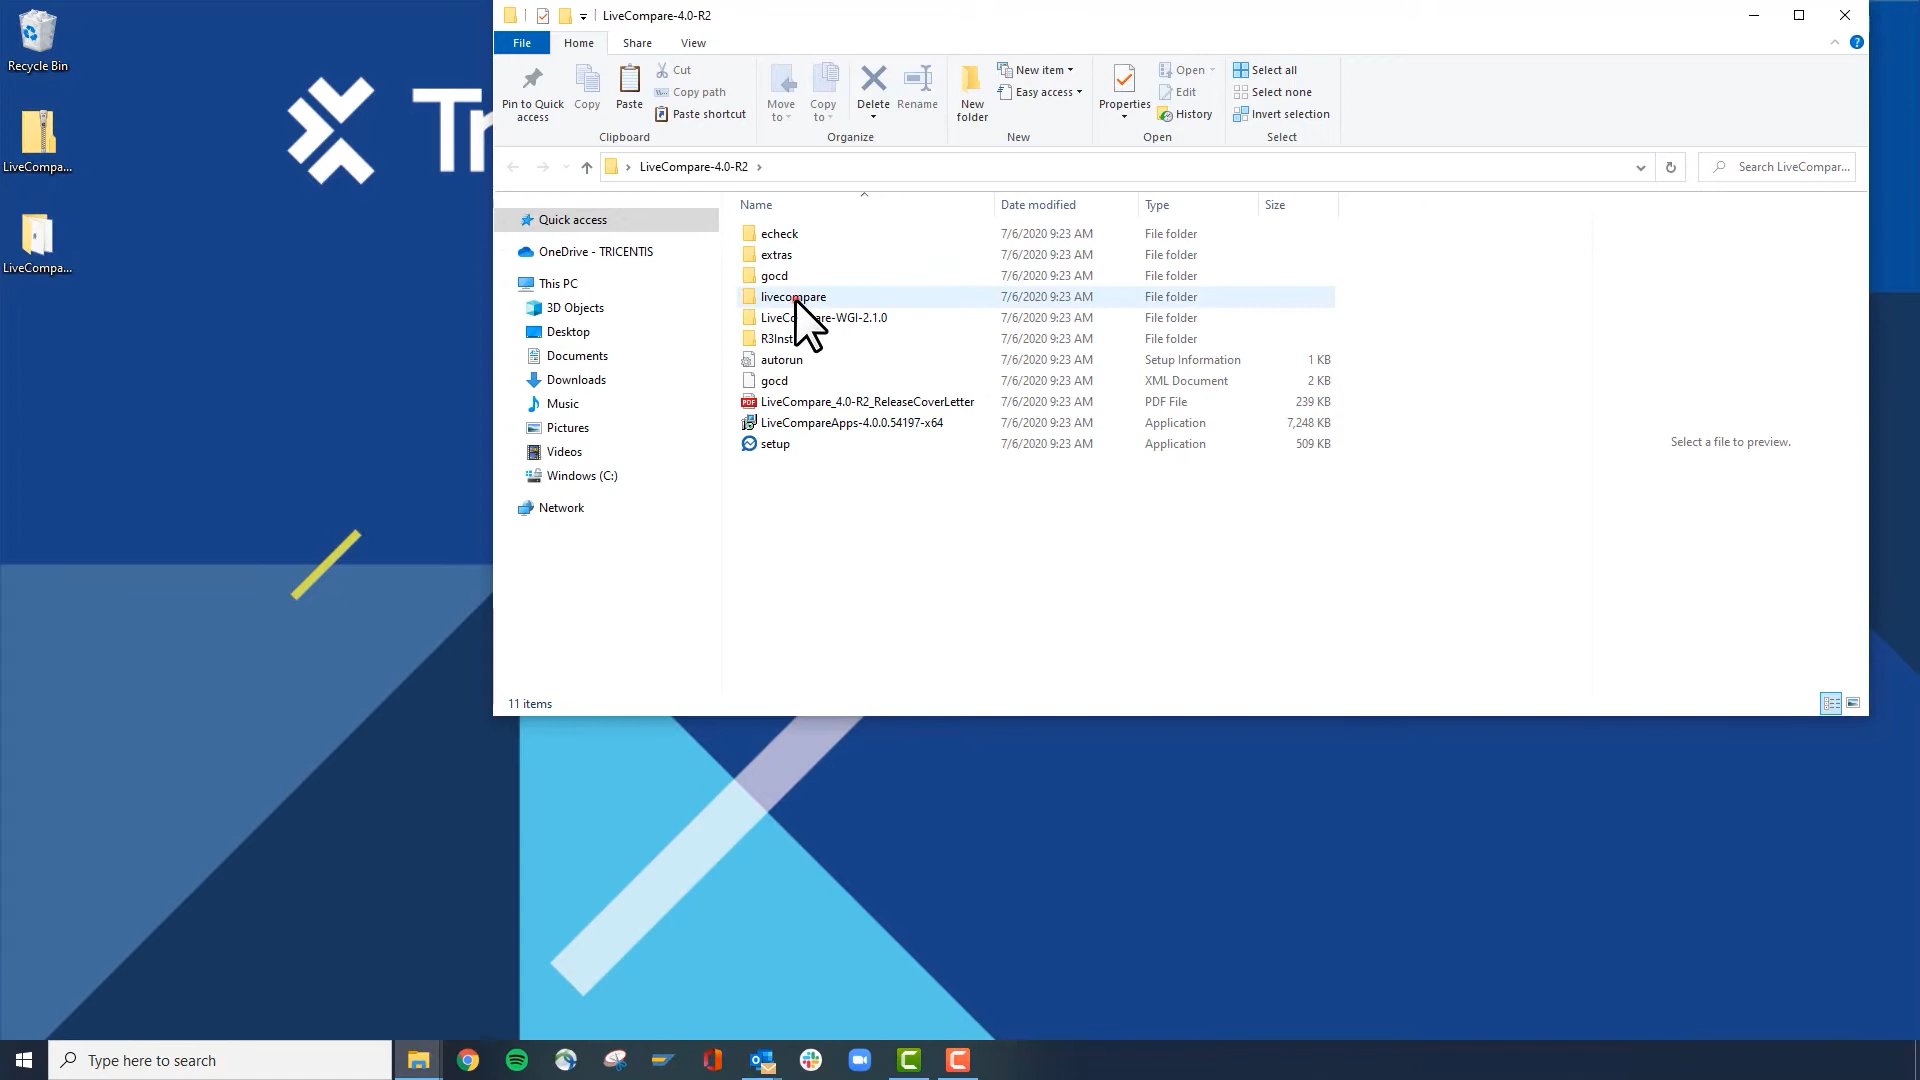 LiveCompare-4.0-R2
File Home Share View
Pin to Quick access
Copy
Paste
Cut
Copy path
Paste shortcut
Clipboard
Move to
Copy to
Delete
Rename
Organize
New folder
New item
Easy access
New
Properties
Open
Edit
History
Open
Select all
Select none
Invert selection
Select
LiveCompare-4.0-R2
Search LiveCompar...
Recycle Bin
LiveCompa...
LiveCompa...
Quick access
OneDrive - TRICENTIS
This PC
3D Objects
Desktop
Documents
Downloads
Music
Pictures
Videos
Windows (C:)
Network
Name Date modified Type Size
echeck 7/6/2020 9:23 AM File folder
extras 7/6/2020 9:23 AM File folder
gocd 7/6/2020 9:23 AM File folder
livecompare 7/6/2020 9:23 AM File folder
LiveCo re-WGI-2.1.0 7/6/2020 9:23 AM File folder
R3Inst 7/6/2020 9:23 AM File folder
autorun 7/6/2020 9:23 AM Setup Information 1 KB
gocd 7/6/2020 9:23 AM XML Document 2 KB
LiveCompare_4.0-R2_ReleaseCoverLetter 7/6/2020 9:23 AM PDF File 239 KB
LiveCompareApps-4.0.0.54197-x64 7/6/2020 9:23 AM Application 7,248 KB
setup 7/6/2020 9:23 AM Application 509 KB
Select a file to preview.
11 items
Type here to search